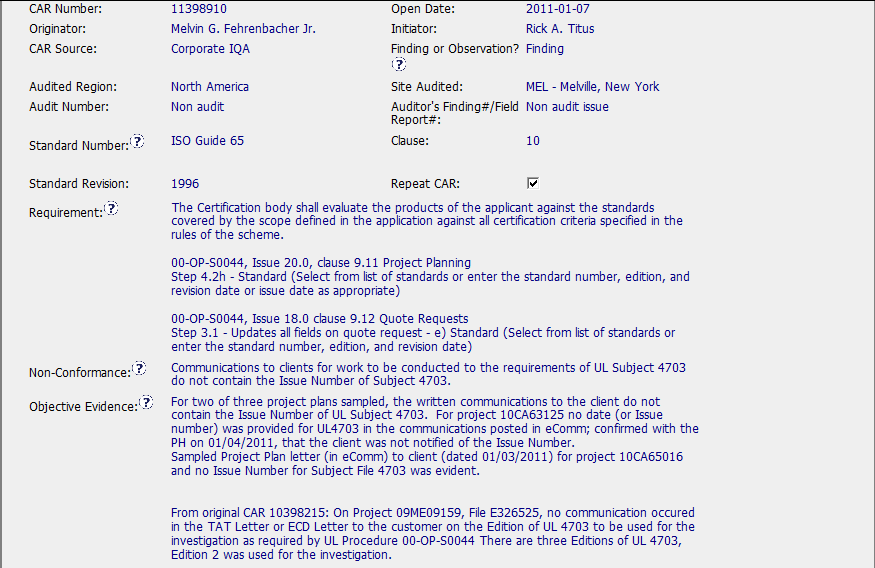 CAR Number: 11398910 Open Date: 2011-01-07
Originator: Melvin G. Fehrenbacher Jr. Initiator: Rick A. Titus
CAR Source: Corporate IQA Finding or Observation? Finding
?
Audited Region: North America Site Audited: MEL - Melville, New York
Audit Number: Non audit Auditor's Finding#/Field Non audit issue
Report#:
Standard Number: ? ISO Guide 65 Clause: 10
Standard Revision: 1996 Repeat CAR:
Requirement: ? The Certification body shall evaluate the products of the applicant against the standards
covered by the scope defined in the application against all certification criteria specified in the
rules of the scheme.
00-OP-S0044, Issue 20.0, clause 9.11 Project Planning
Step 4.2h - Standard (Select from list of standards or enter the standard number, edition, and
revision date or issue date as appropriate)
00-OP-S0044, Issue 18.0 clause 9.12 Quote Requests
Step 3.1 - Updates all fields on quote request - e) Standard (Select from list of standards or
enter the standard number, edition, and revision date)
Non-Conformance: ? Communications to clients for work to be conducted to the requirements of UL Subject 4703
do not contain the Issue Number of Subject 4703.
Objective Evidence: ? For two of three project plans sampled, the written communications to the client do not
contain the Issue Number of UL Subject 4703. For project 10CA63125 no date (or Issue
number) was provided for UL4703 in the communications posted in eComm; confirmed with the
PH on 01/04/2011, that the client was not notified of the Issue Number.
Sampled Project Plan letter (in eComm) to client (dated 01/03/2011) for project 10CA65016
and no Issue Number for Subject File 4703 was evident.
From original CAR 10398215: On Project 09ME09159, File E326525, no communication occured
in the TAT Letter or ECD Letter to the customer on the Edition of UL 4703 to be used for the
investigation as required by UL Procedure 00-OP-S0044 There are three Editions of UL 4703,
Edition 2 was used for the investigation.